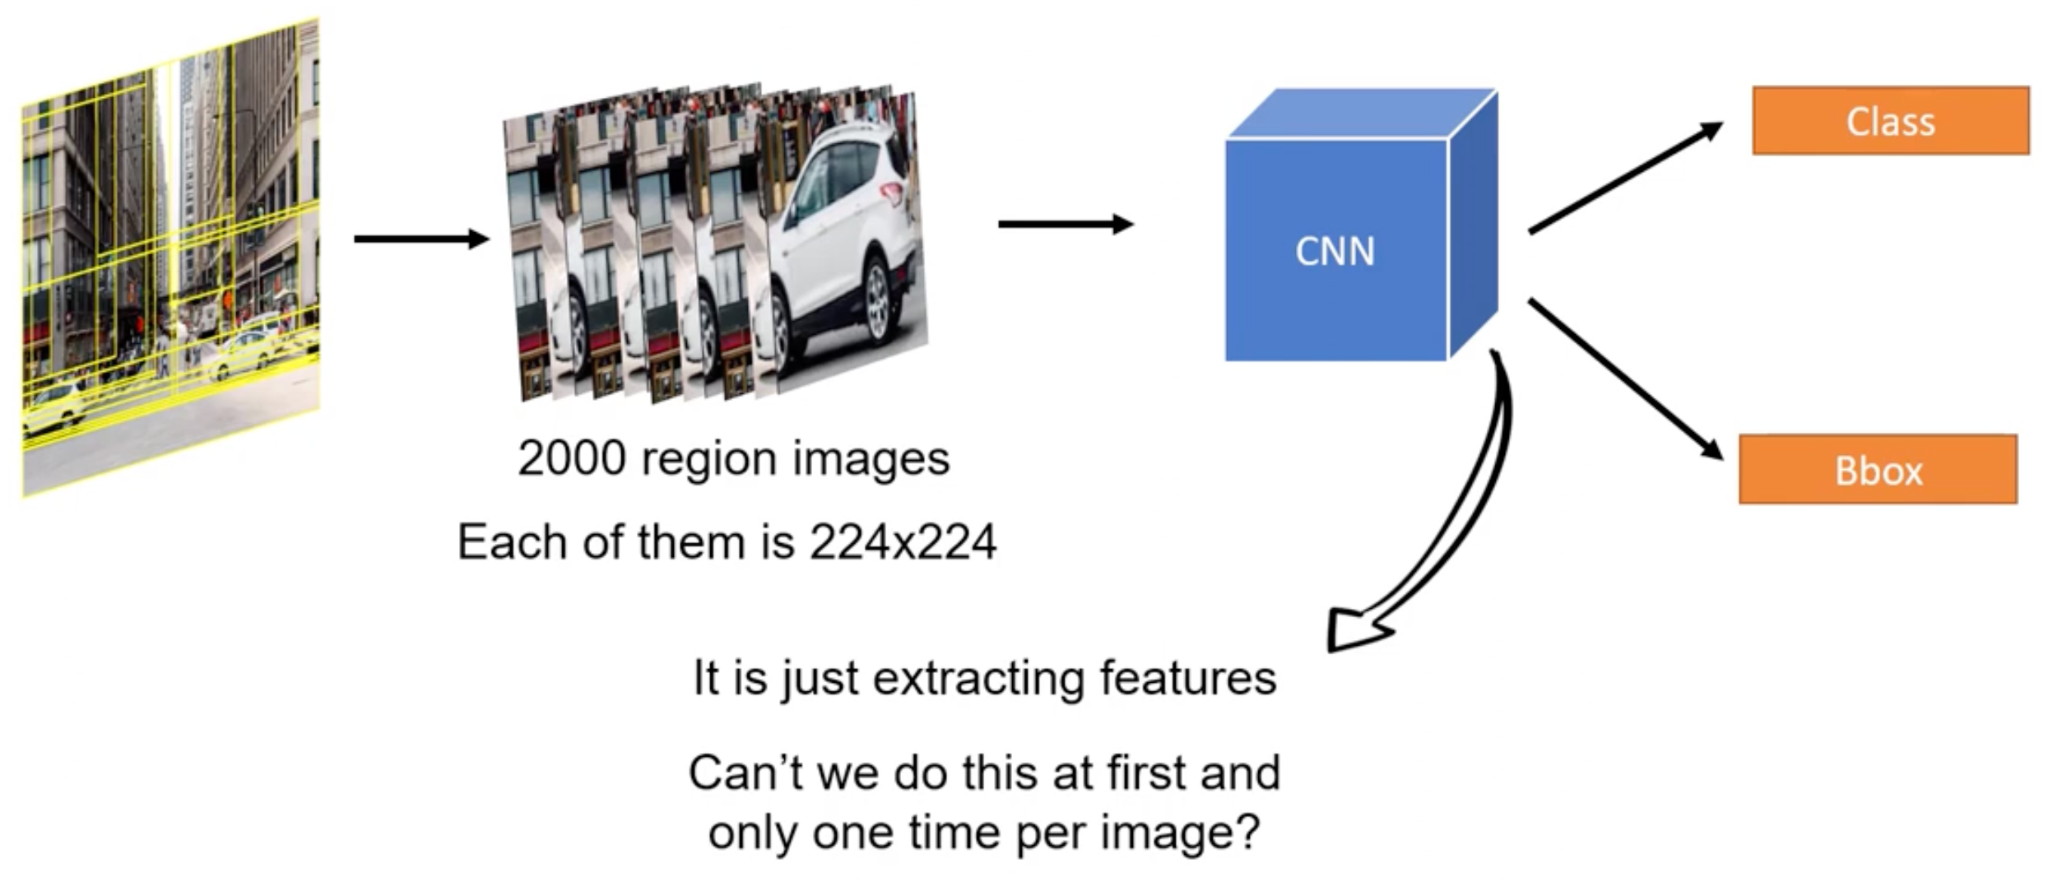 Class
CNN
Bbox
2000 region images
Each of them is 224x224
It is just extracting features
Can't we do this at first and
only one time per image?